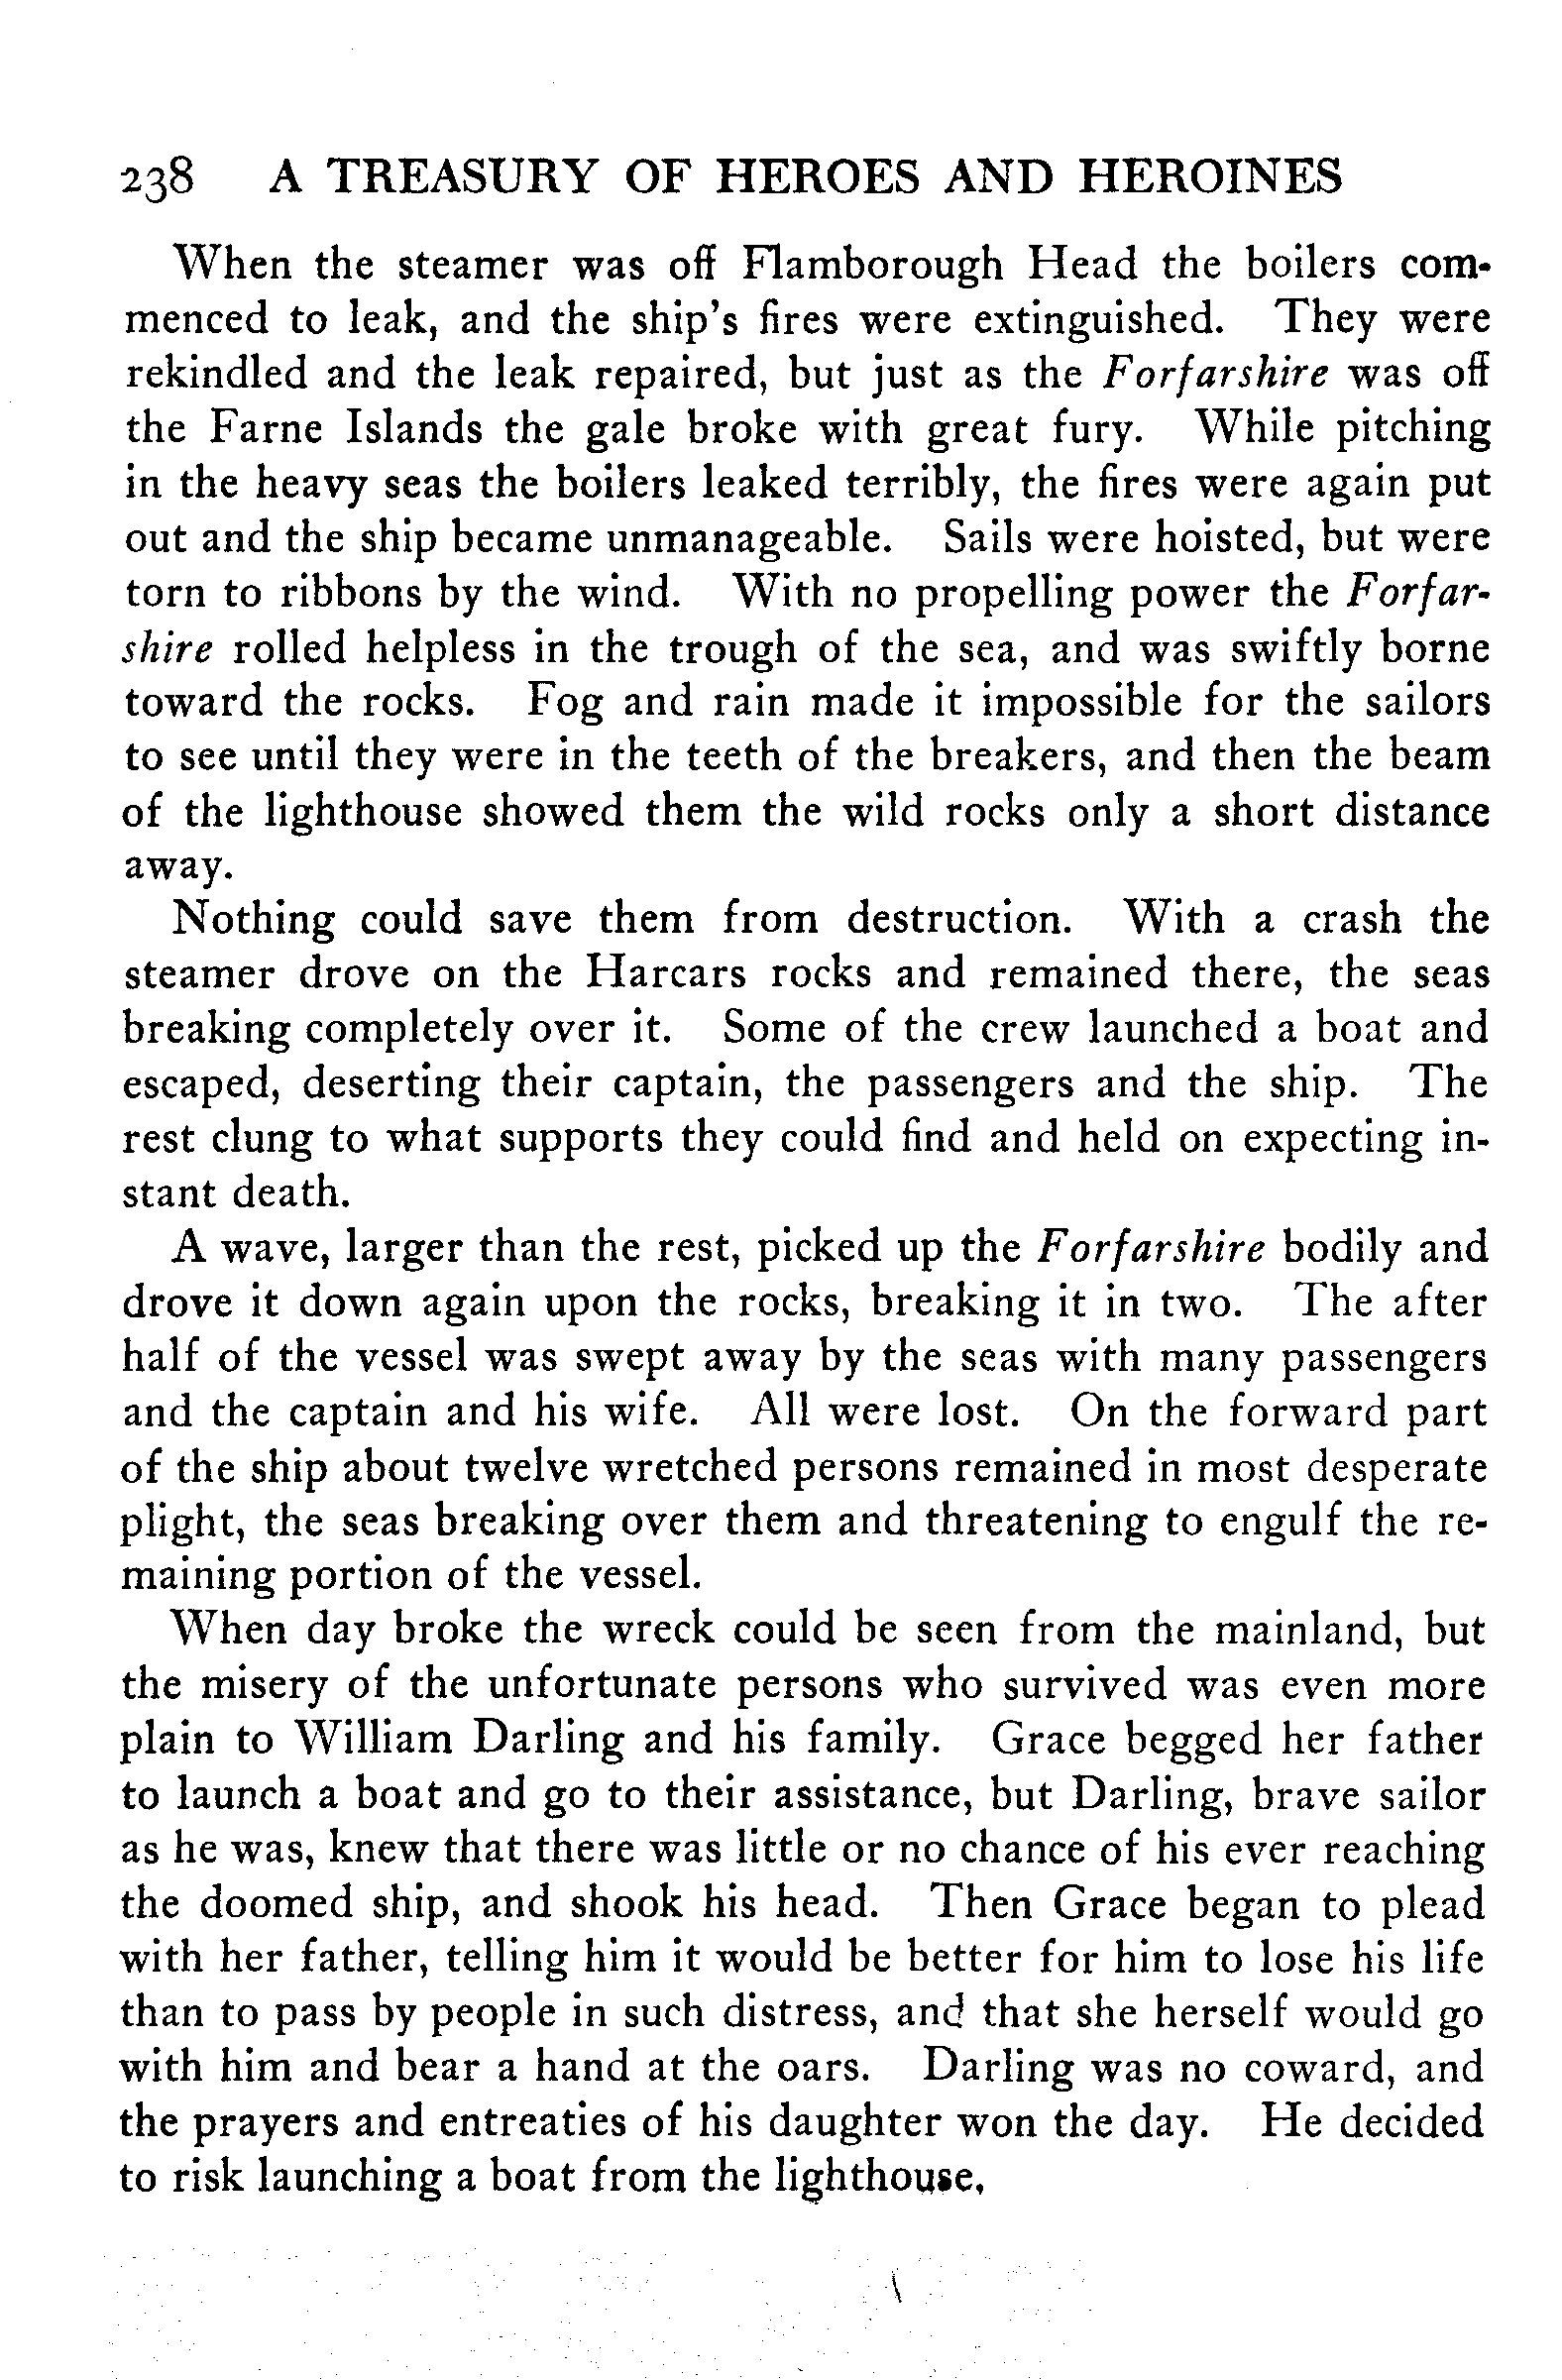 238 A TREASURY OF HEROES AND HEROINES
When the steamer was off Flamborough Head the boilers com-
menced to leak, and the ship's fires were extinguished. They were
rekindled and the leak repaired, but just as the Forfarshire was off
the Farne Islands the gale broke with great fury. While pitching
in the heavy seas the boilers leaked terribly, the fires were again put
out and the ship became unmanageable. Sails were hoisted, but were
torn to ribbons by the wind. With no propelling power the Forfar-
shire rolled helpless in the trough of the sea, and was swiftly borne
toward the rocks. Fog and rain made it impossible for the sailors
to see until they were in the teeth of the breakers, and then the beam
of the lighthouse showed them the wild rocks only a short distance
away.
Nothing could save them from destruction. With a crash the
steamer drove on the Harcars rocks and remained there, the seas
breaking completely over it. Some of the crew launched a boat and
escaped, deserting their captain, the passengers and the ship. The
rest clung to what supports they could find and held on expecting in-
stant death.
A wave, larger than the rest, picked up the Forfarshire bodily and
drove it down again upon the rocks, breaking it in two. The after
half of the vessel was swept away by the seas with many passengers
and the captain and his wife. All were lost. On the forward part
of the ship about twelve wretched persons remained in most desperate
plight, the seas breaking over them and threatening to engulf the re-
maining portion of the vessel.
When day broke the wreck could be seen from the mainland, but
the misery of the unfortunate persons who survived was even more
plain to William Darling and his family. Grace begged her father
to launch a boat and go to their assistance, but Darling, brave sailor
as he was, knew that there was little or no chance of his ever reaching
the doomed ship, and shook his head. Then Grace began to plead
with her father, telling him it would be better for him to lose his life
than to pass by people in such distress, and that she herself would go
with him and bear a hand at the oars. Darling was no coward, and
the prayers and entreaties of his daughter won the day. He decided
to risk launching a boat from the lighthouse.